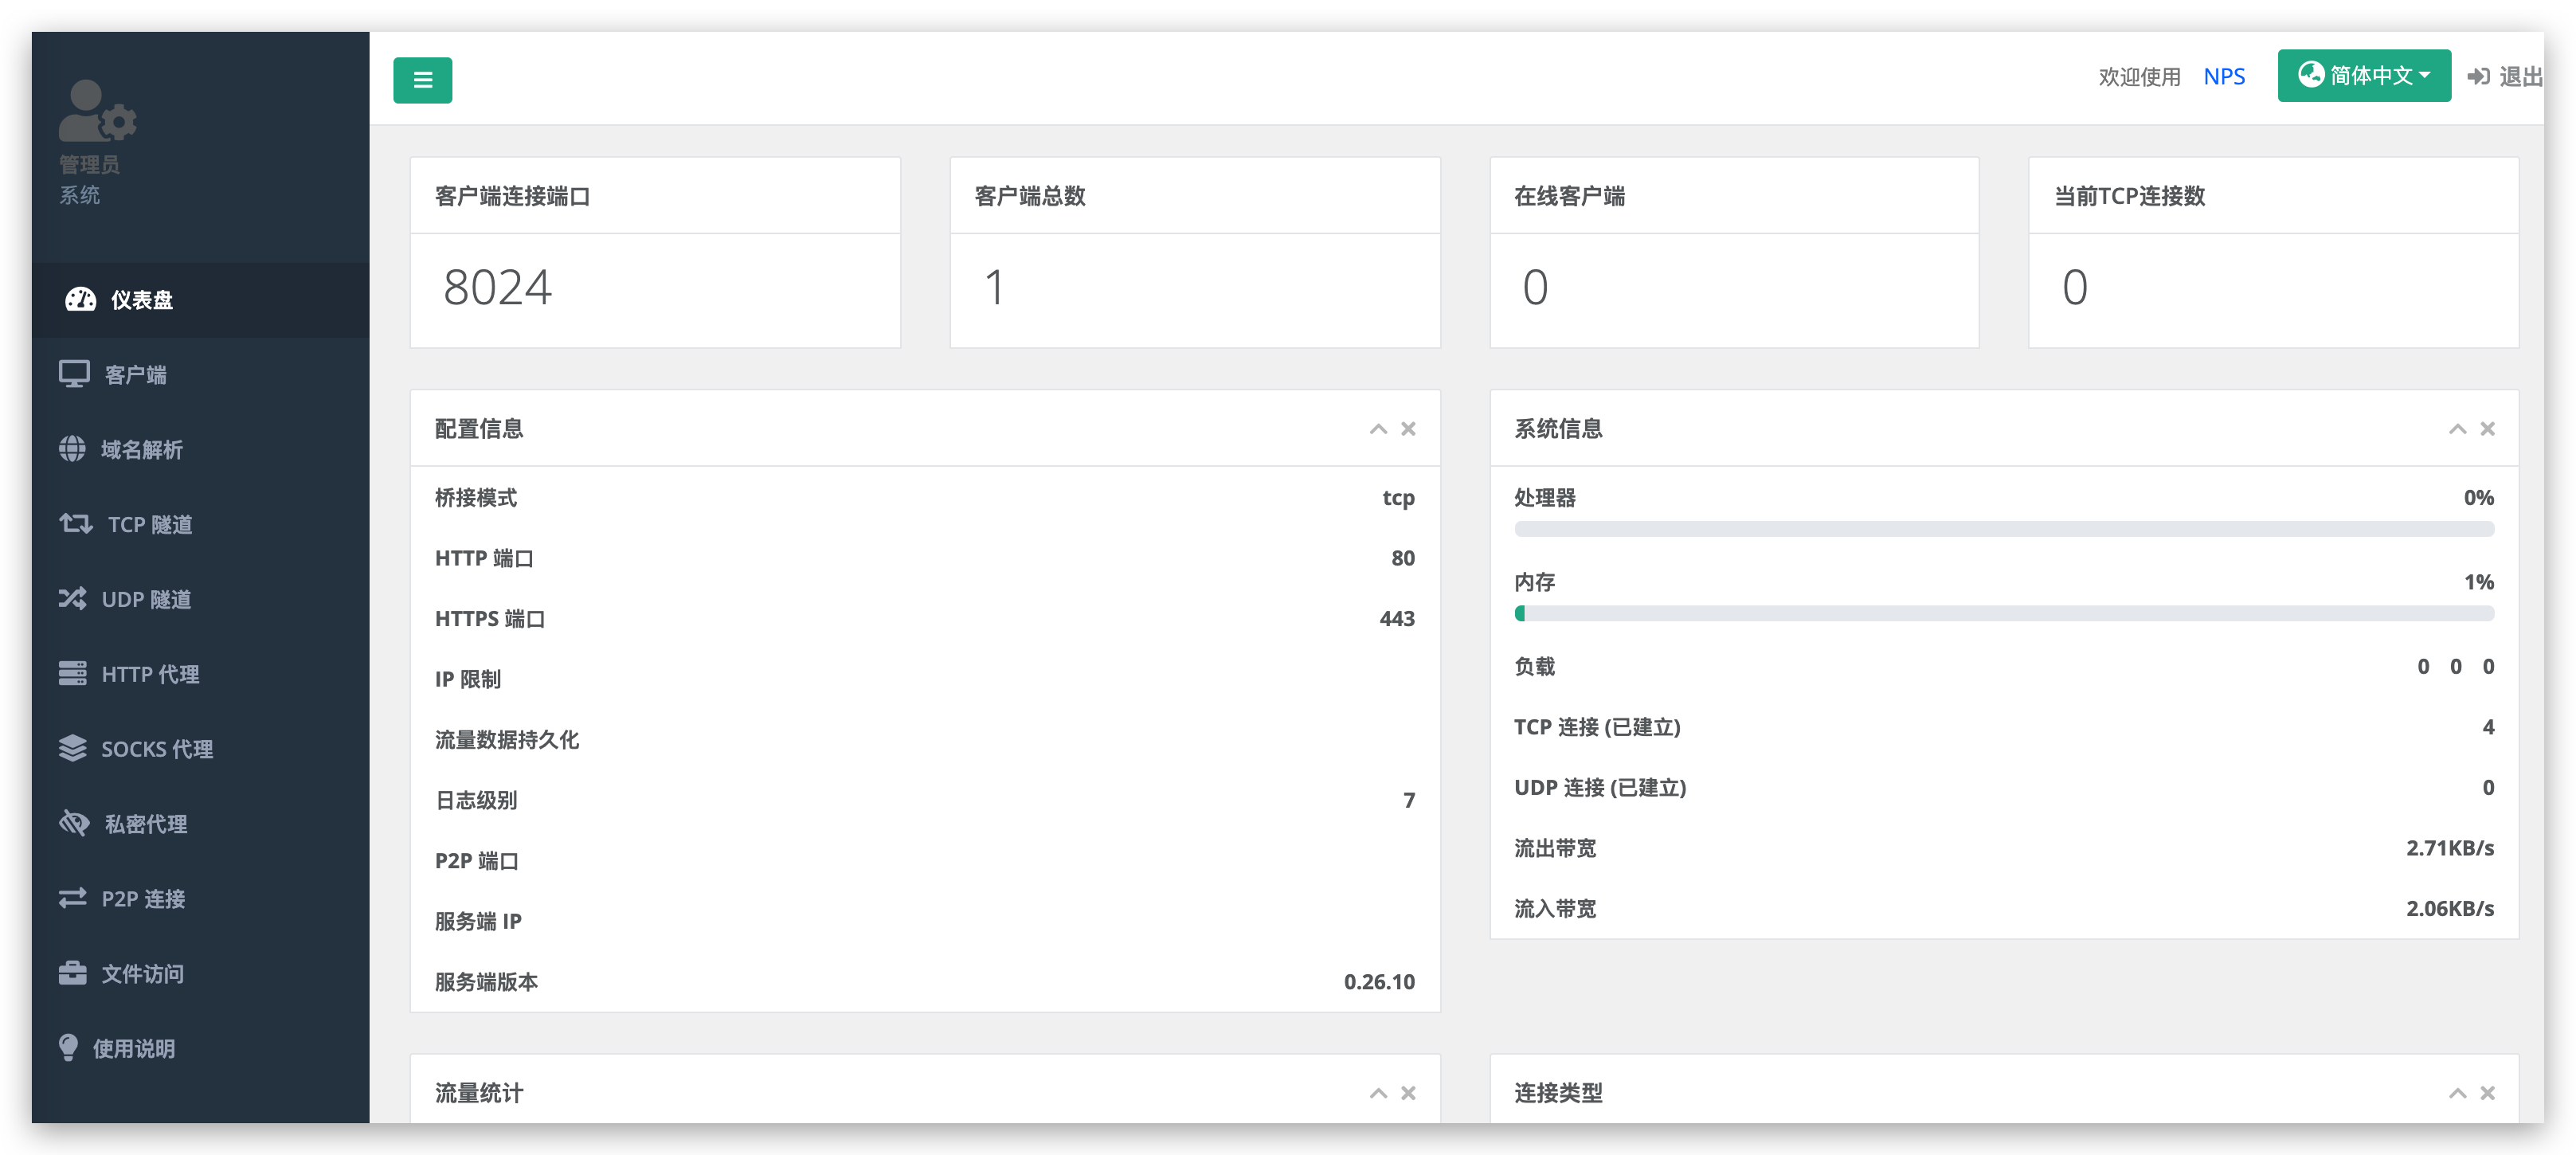 管理员
系统
仪表盘
客户端
域名解析
TCP 隧道
UDP 隧道
HTTP 代理
SOCKS 代理
私密代理
P2P 连接
文件访问
使用说明
欢迎使用 NPS 简体中文 退出
客户端连接端口
8024
客户端总数
1
在线客户端
0
当前TCP连接数
0
配置信息
桥接模式 tcp
HTTP 端口 80
HTTPS 端口 443
IP 限制
流量数据持久化
日志级别 7
P2P 端口
服务端 IP
服务端版本 0.26.10
系统信息
处理器 0%
内存 1%
负载 0 0 0
TCP 连接 (已建立) 4
UDP 连接 (已建立) 0
流出带宽 2.71KB/s
流入带宽 2.06KB/s
流量统计
连接类型